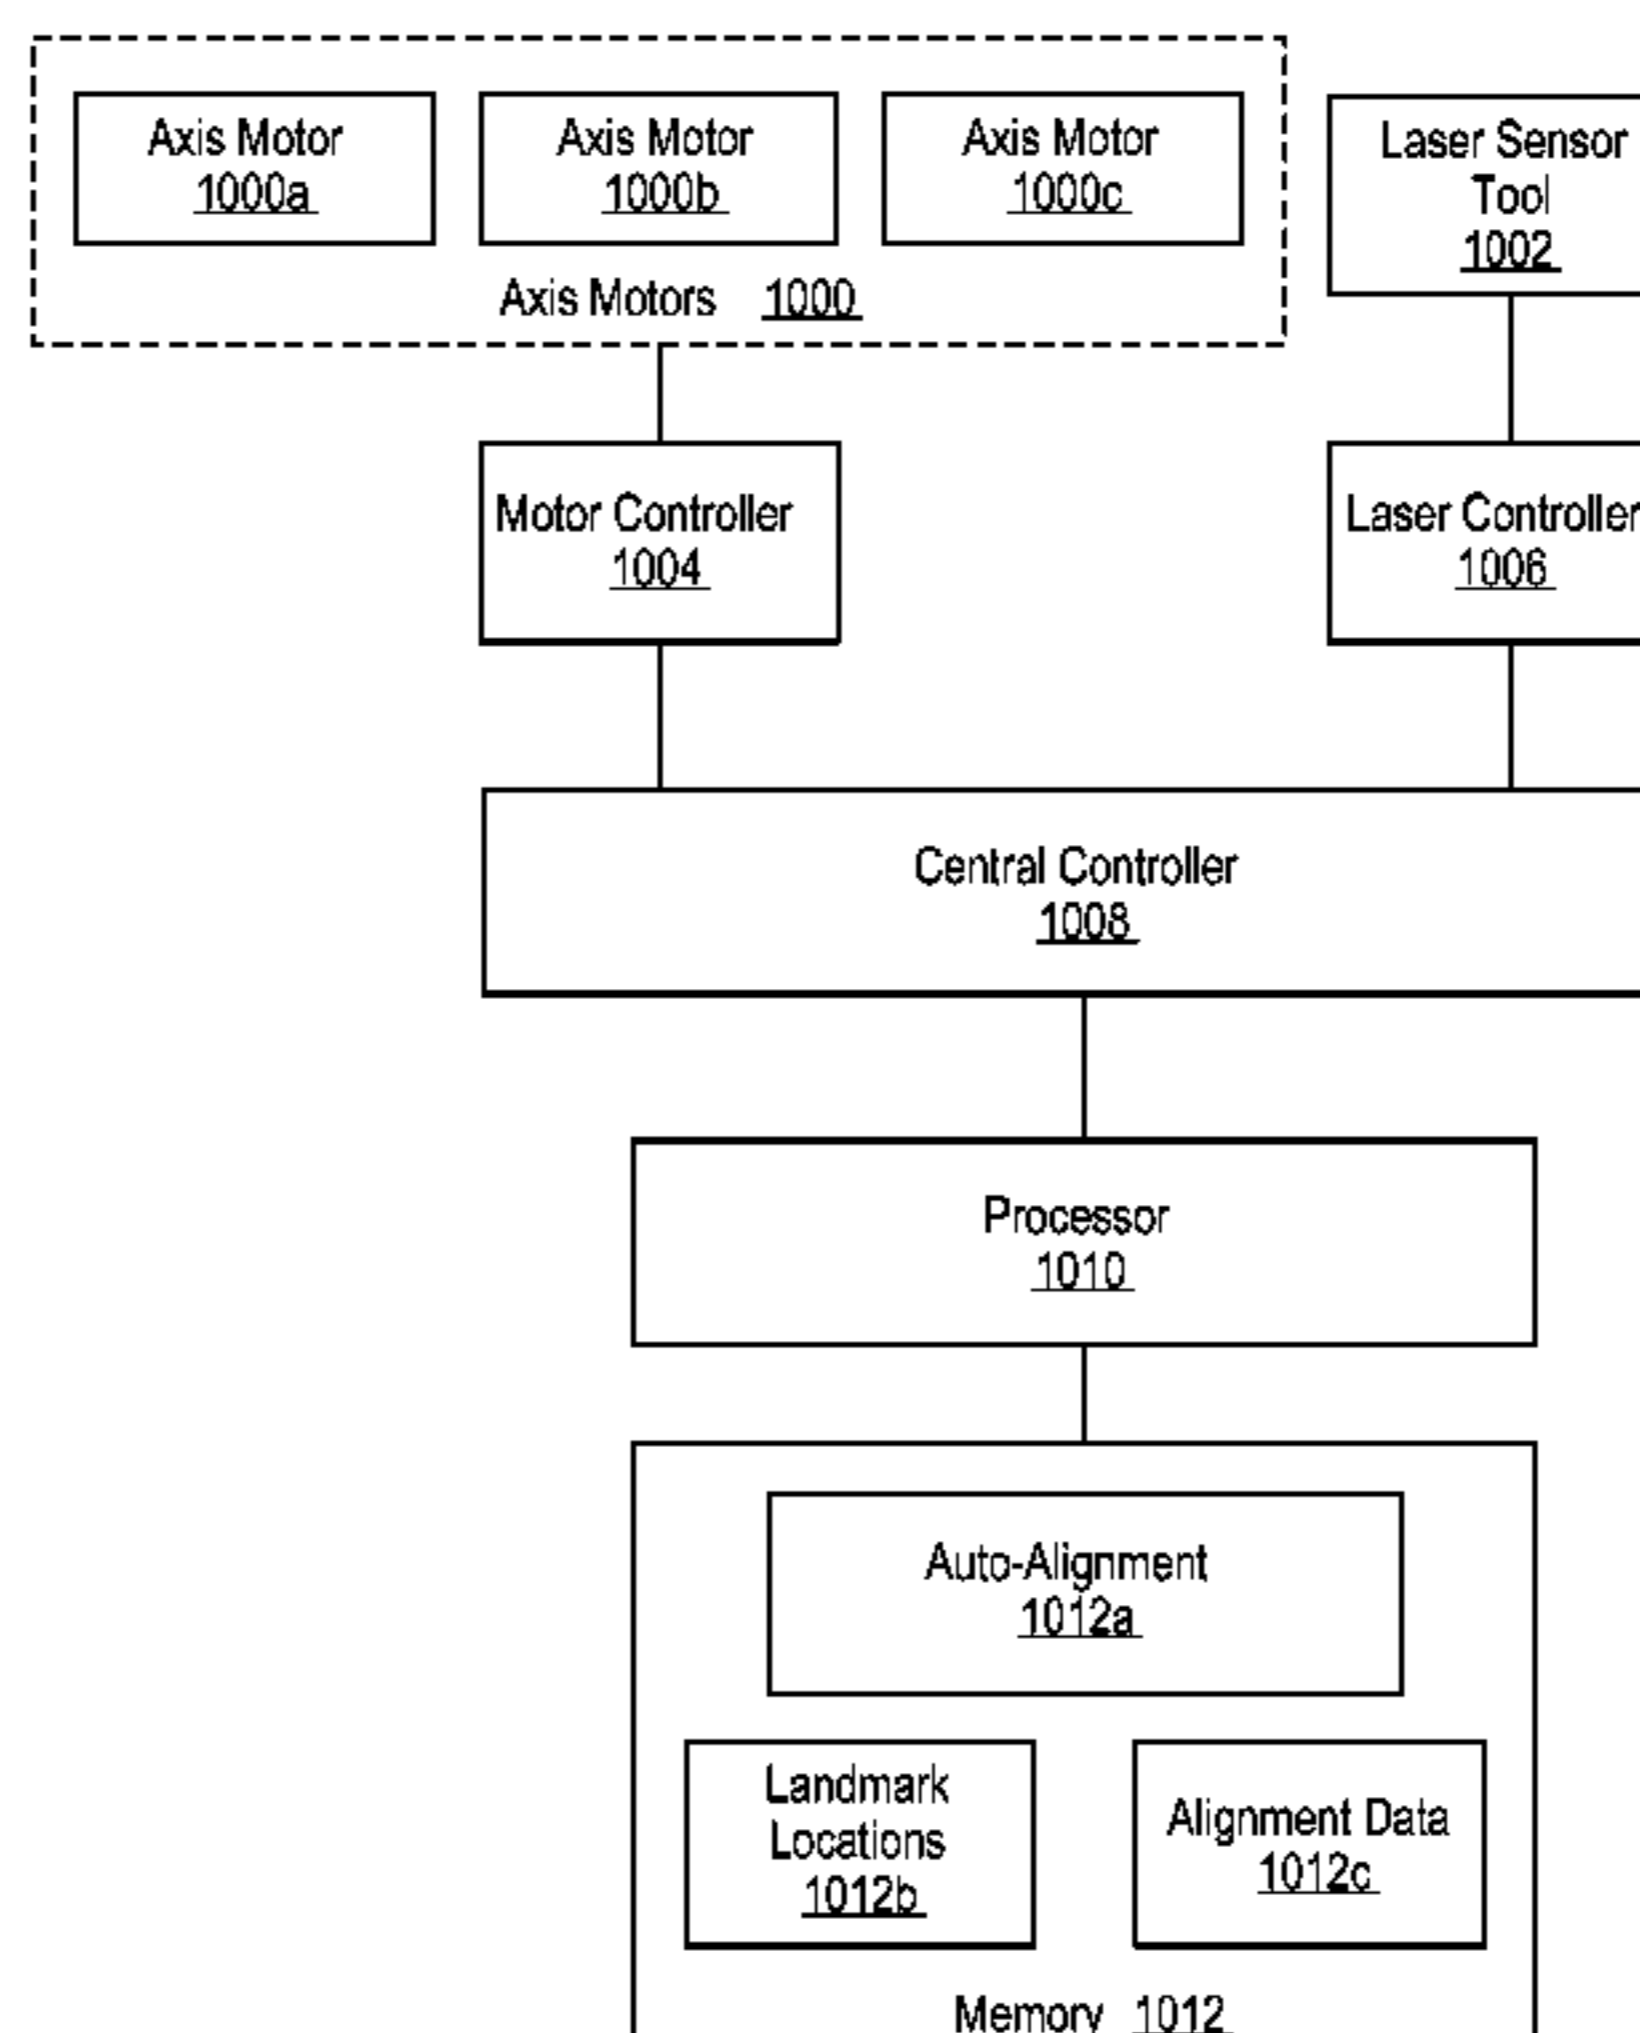 Axis Motor
1000a
Axis Motor
1000b
Axis Motor
1000c
Axis Motors 1000
Laser Sensor
Tool
1002
Motor Controller
1004
Laser Controller
1006
Central Controller
1008
Processor
1010
Auto-Alignment
1012a
Landmark
Locations
1012b
Alignment Data
1012c
Memory 1012